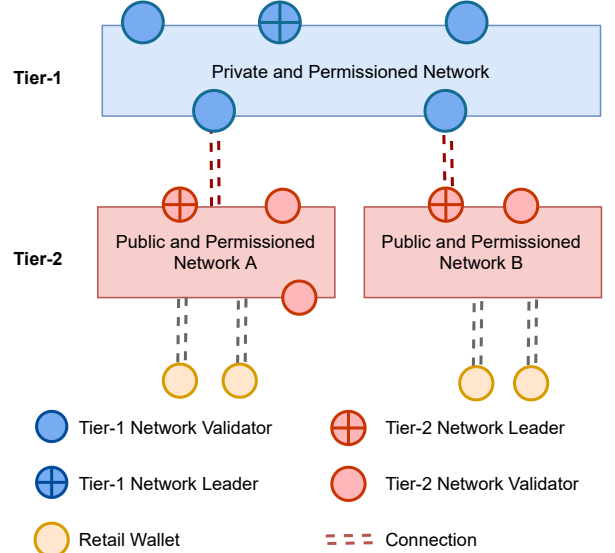 Tier-1
Private and Permissioned Network
Tier-2
Public and Permissioned
Network A
Public and Permissioned
Network B
Tier-1 Network Validator
Tier-2 Network Leader
Tier-1 Network Leader
Tier-2 Network Validator
Retail Wallet
Connection